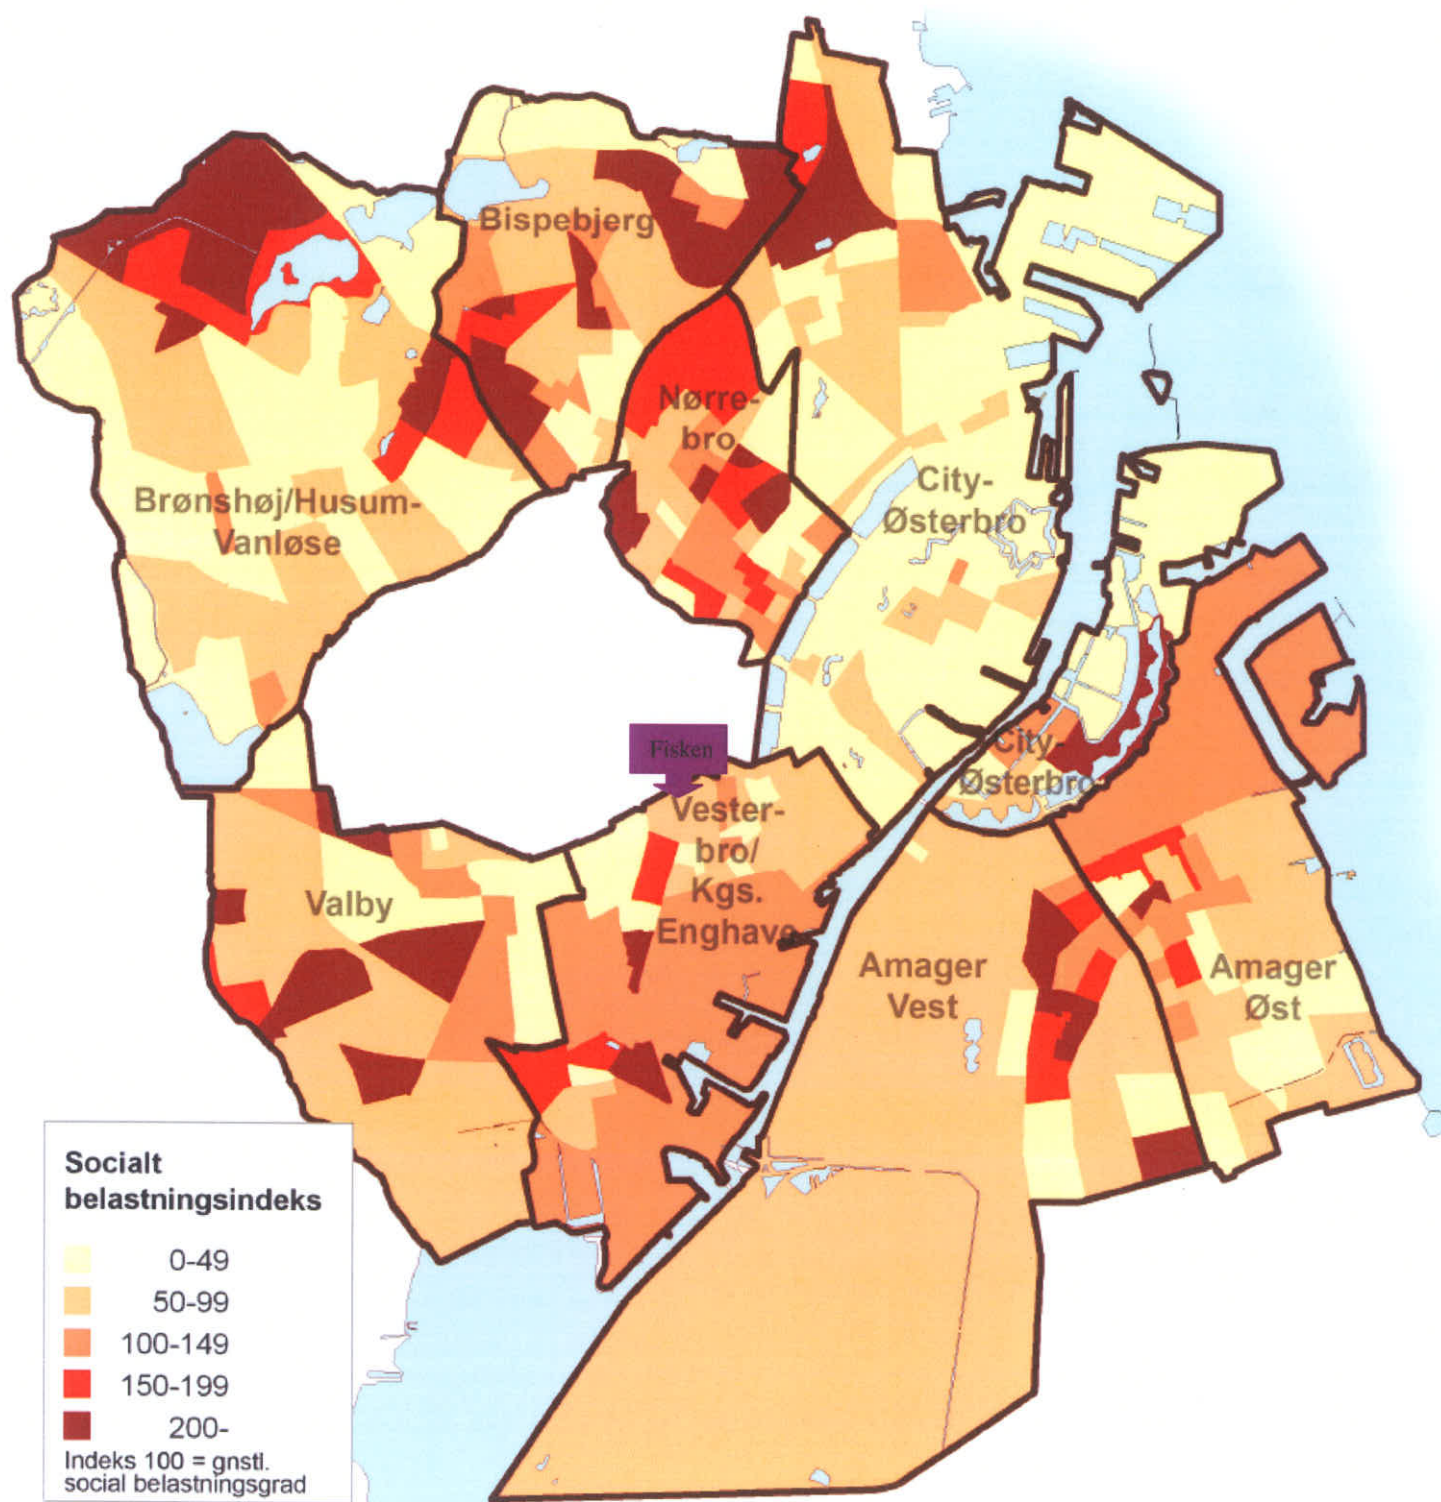 Bispebjerg
Nørre-
bro
Brønshøj/Husum-
Vanløse
City-
Østerbro
City-
Østerbro
Fisken
Vester-
bro/
Kgs.
Enghave
Valby
Amager
Vest
Amager
Øst
Socialt
belastningsindeks
0-49
50-99
100-149
150-199
200-
Indeks 100 = gnstl.
social belastningsgrad